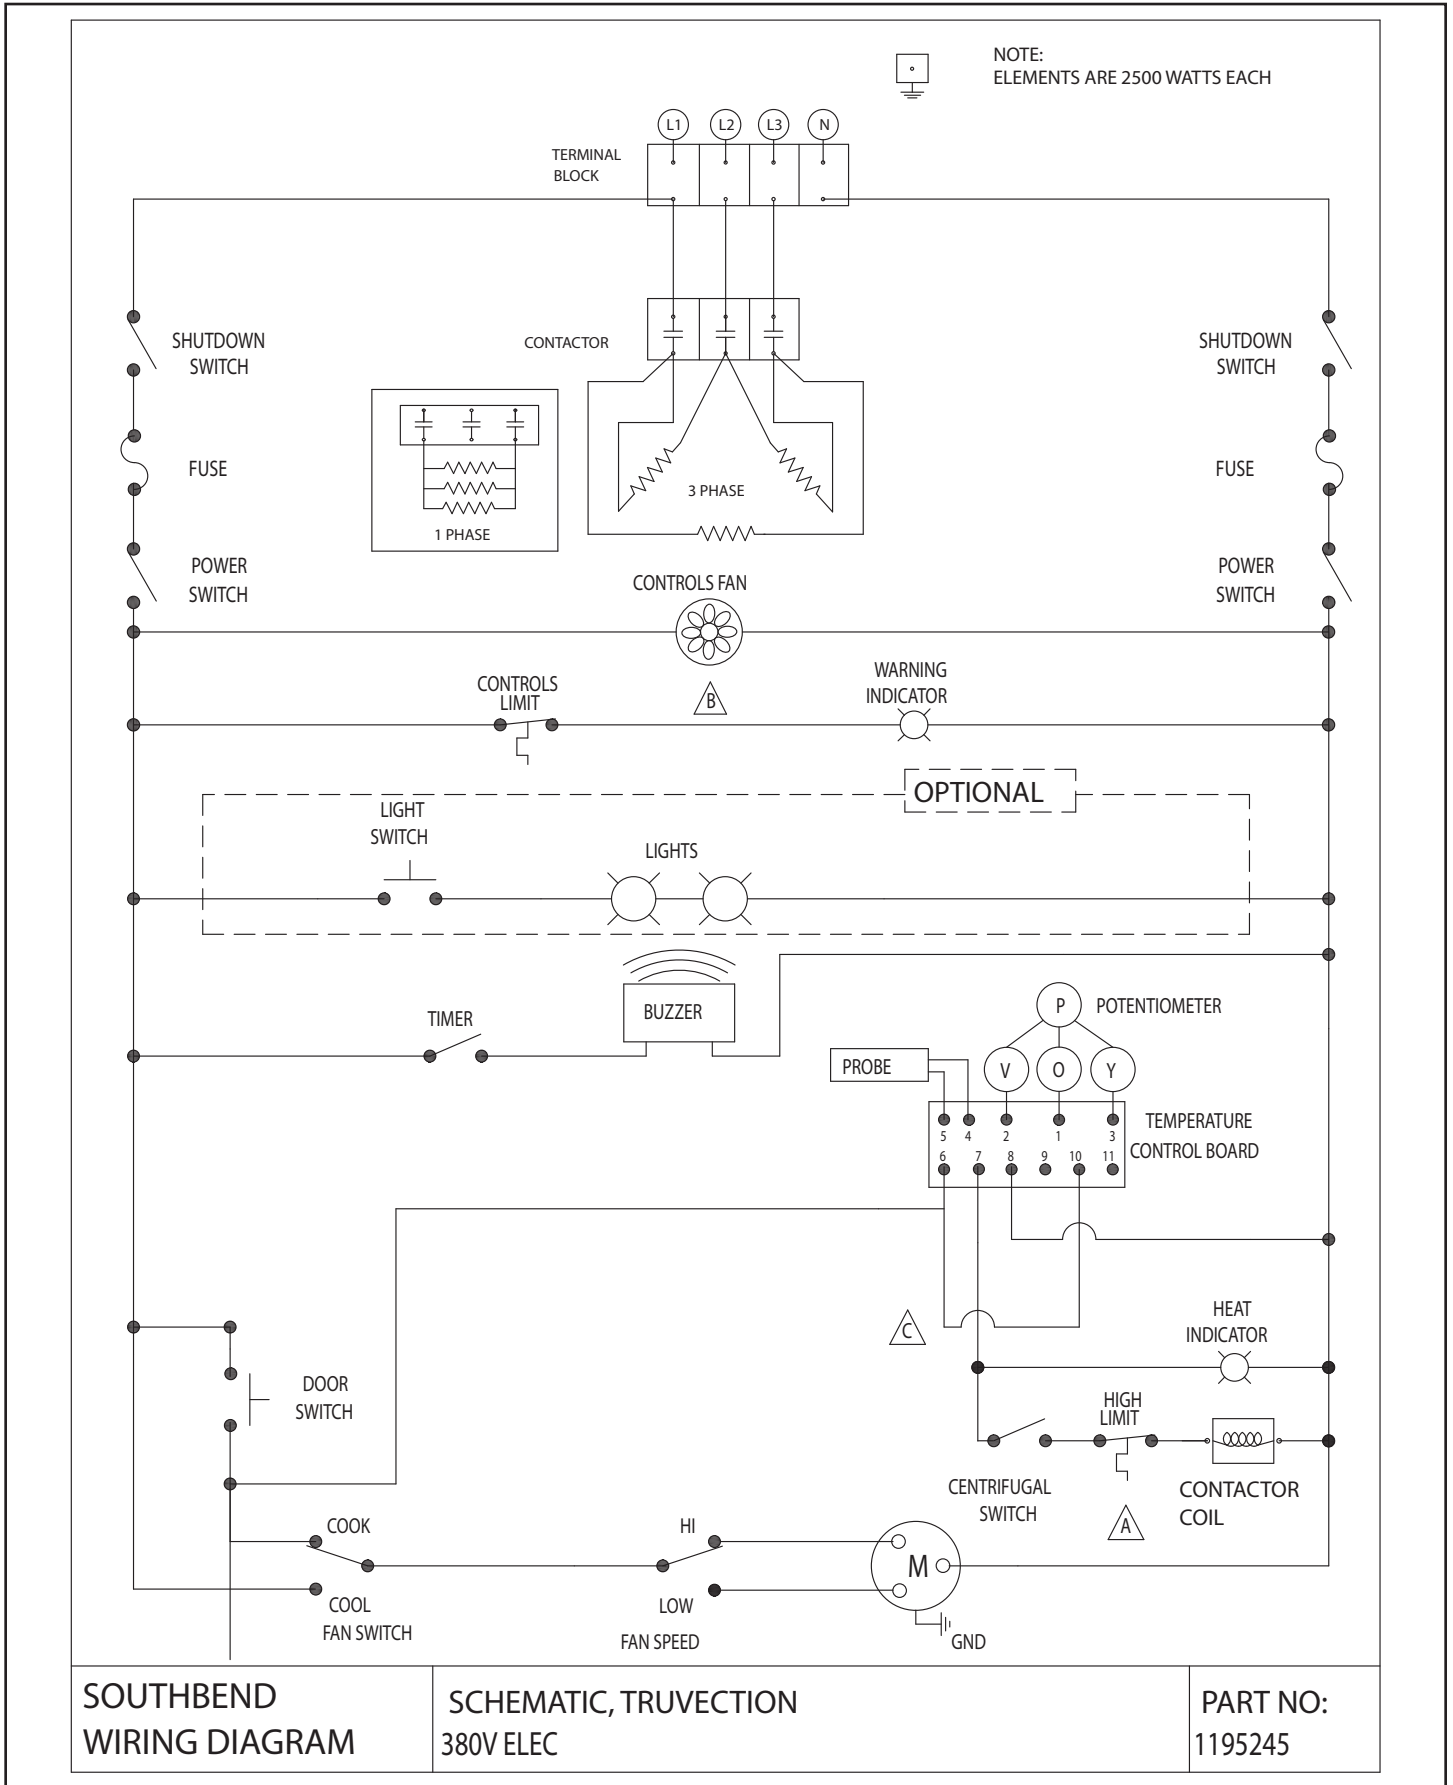 NOTE:
ELEMENTS ARE 2500 WATTS EACH
L1 L2 L3 N
TERMINAL
BLOCK
SHUTDOWN
SWITCH
CONTACTOR
SHUTDOWN
SWITCH
FUSE
3 PHASE
1 PHASE
FUSE
POWER
SWITCH
CONTROLS FAN
POWER
SWITCH
B
CONTROLS
LIMIT
WARNING
INDICATOR
OPTIONAL
LIGHT
SWITCH
LIGHTS
BUZZER
TIMER
P
POTENTIOMETER
PROBE
V O Y
5 4 2 1 3
6 7 8 9 10 11
TEMPERATURE
CONTROL BOARD
C
HEAT
INDICATOR
DOOR
SWITCH
HIGH
LIMIT
CENTRIFUGAL
SWITCH
A
CONTACTOR
COIL
COOK
HI
M
COOL
FAN SWITCH
LOW
FAN SPEED
GND
SOUTHBEND
WIRING DIAGRAM
SCHEMATIC, TRUVECTION
380V ELEC
PART NO:
1195245